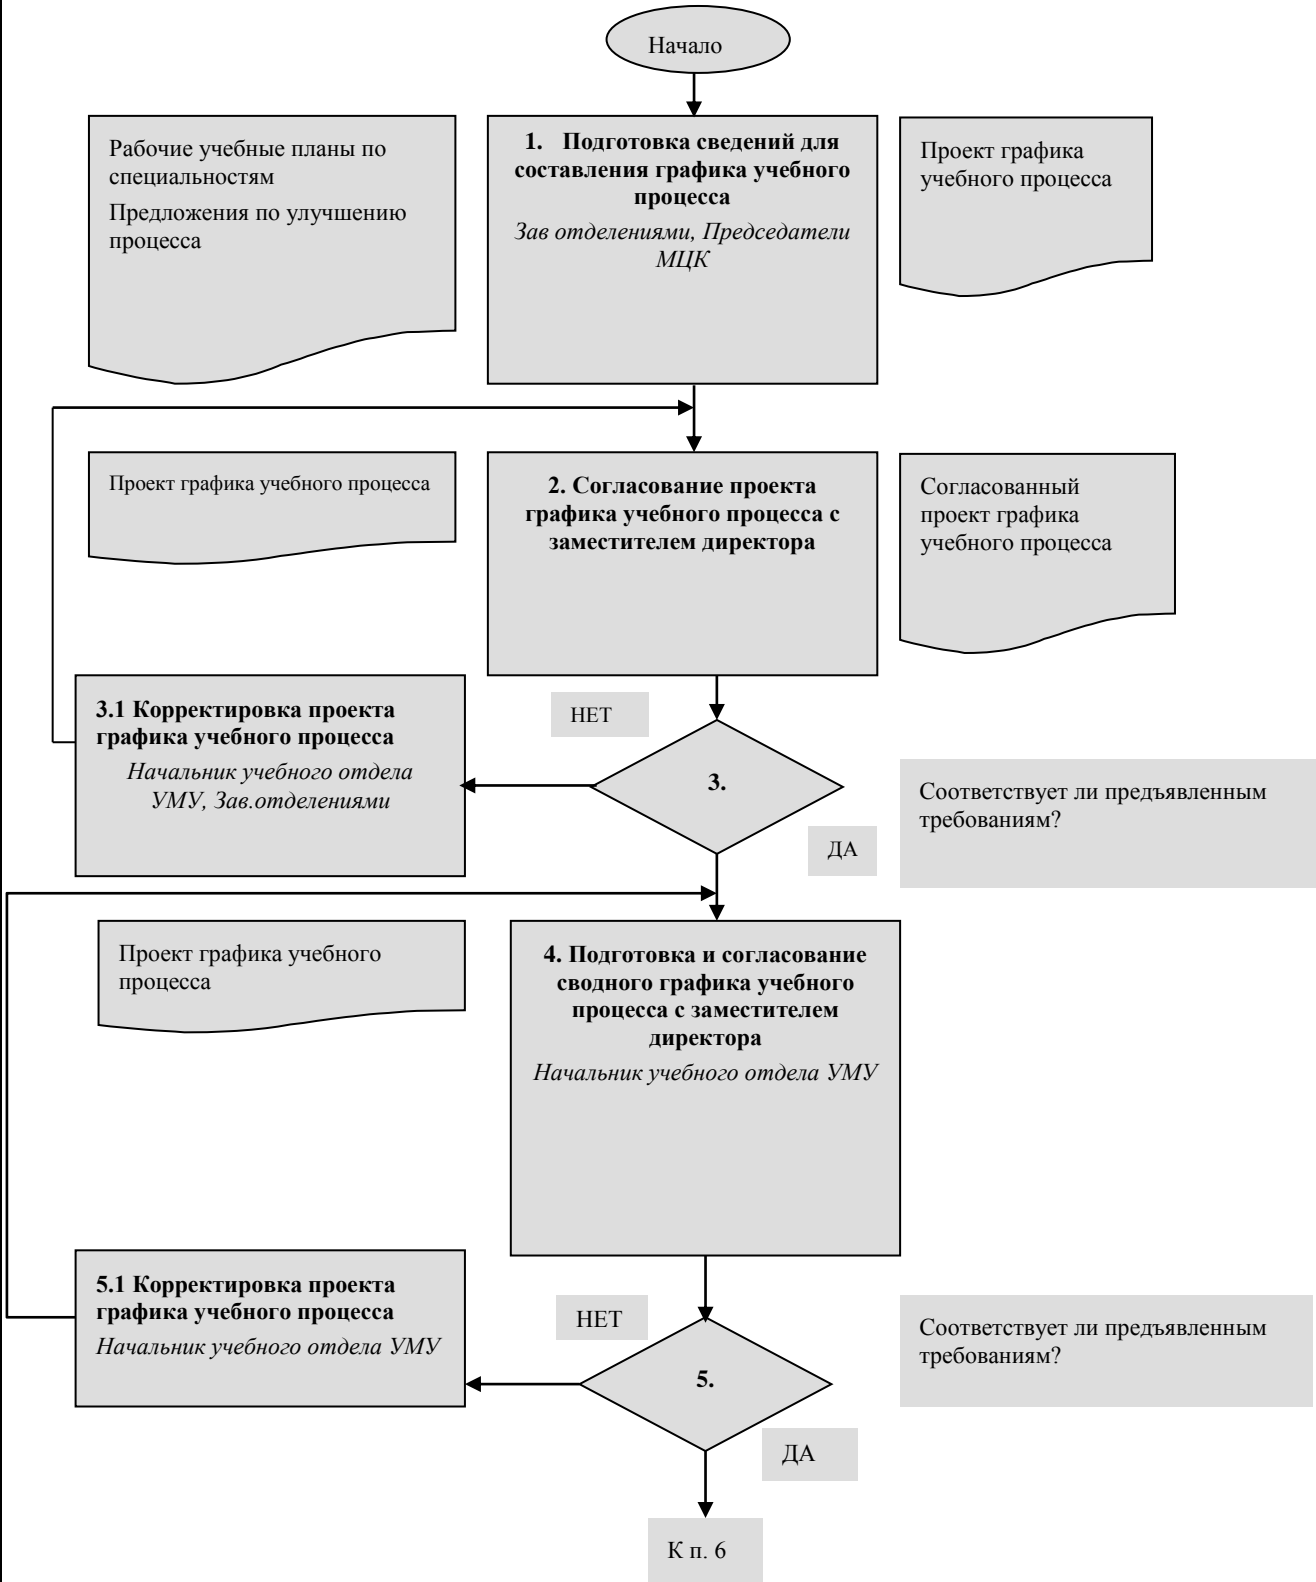 Начало
Рабочие учебные планы по
специальностям
Предложения по улучшению
процесса
1. Подготовка сведений для
составления графика учебного
процесса
Зав отделениями, Председатели
МЦК
Проект графика
учебного процесса
Проект графика учебного процесса
2. Согласование проекта
графика учебного процесса с
заместителем директора
Согласованный
проект графика
учебного процесса
3.1 Корректировка проекта
графика учебного процесса
Начальник учебного отдела
УМУ, Зав.отделениями
НЕТ
3.
ДА
Соответствует ли предъявленным
требованиям?
Проект графика учебного
процесса
4. Подготовка и согласование
сводного графика учебного
процесса с заместителем
директора
Начальник учебного отдела УМУ
5.1 Корректировка проекта
графика учебного процесса
Начальник учебного отдела УМУ
НЕТ
5.
ДА
Соответствует ли предъявленным
требованиям?
К п. 6